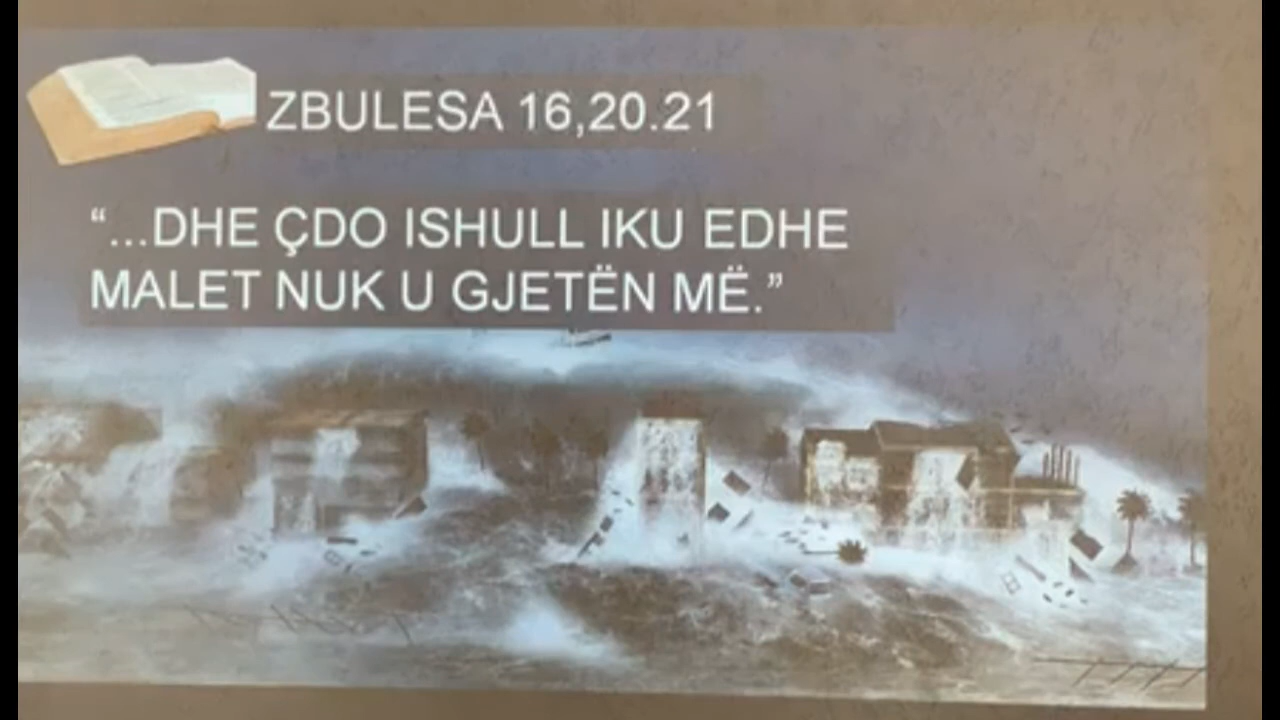 ZBULESA 16,20.21
“...DHE ÇDO ISHULL IKU EDHE
MALET NUK U GJETËN MË.”